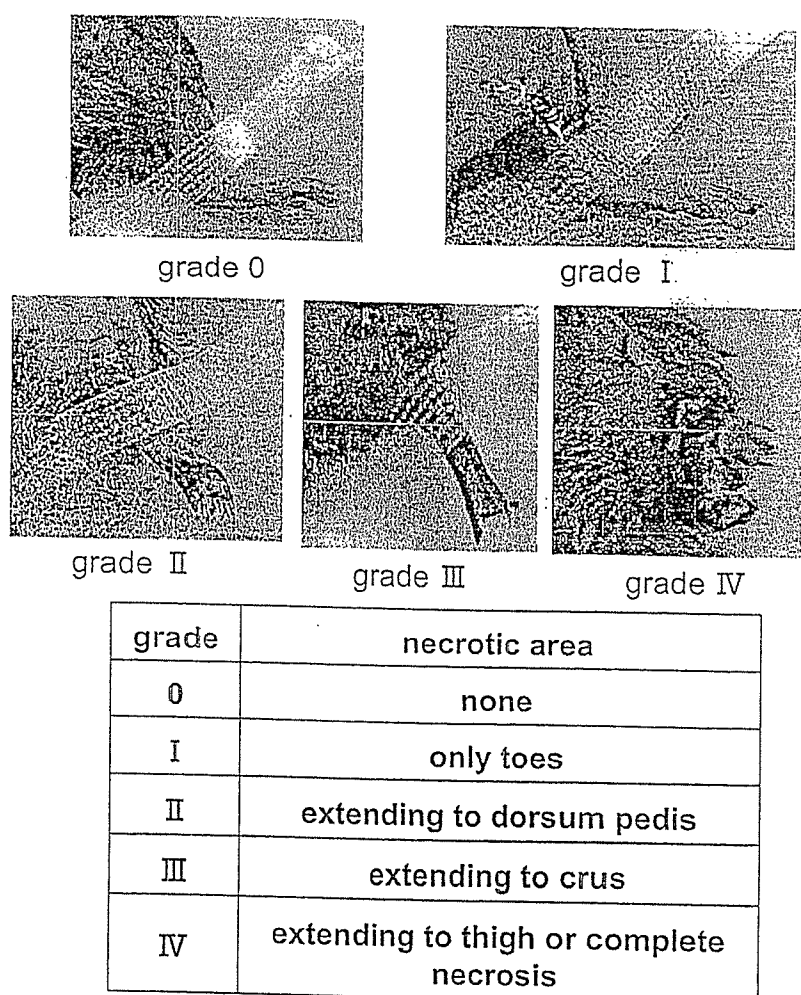 grade 0
grade Ⅰ
grade Ⅱ
grade Ⅲ
grade Ⅳ
grade necrotic area
0 none
Ⅰ only toes
Ⅱ extending to dorsum pedis
Ⅲ extending to crus
Ⅳ extending to thigh or complete
necrosis